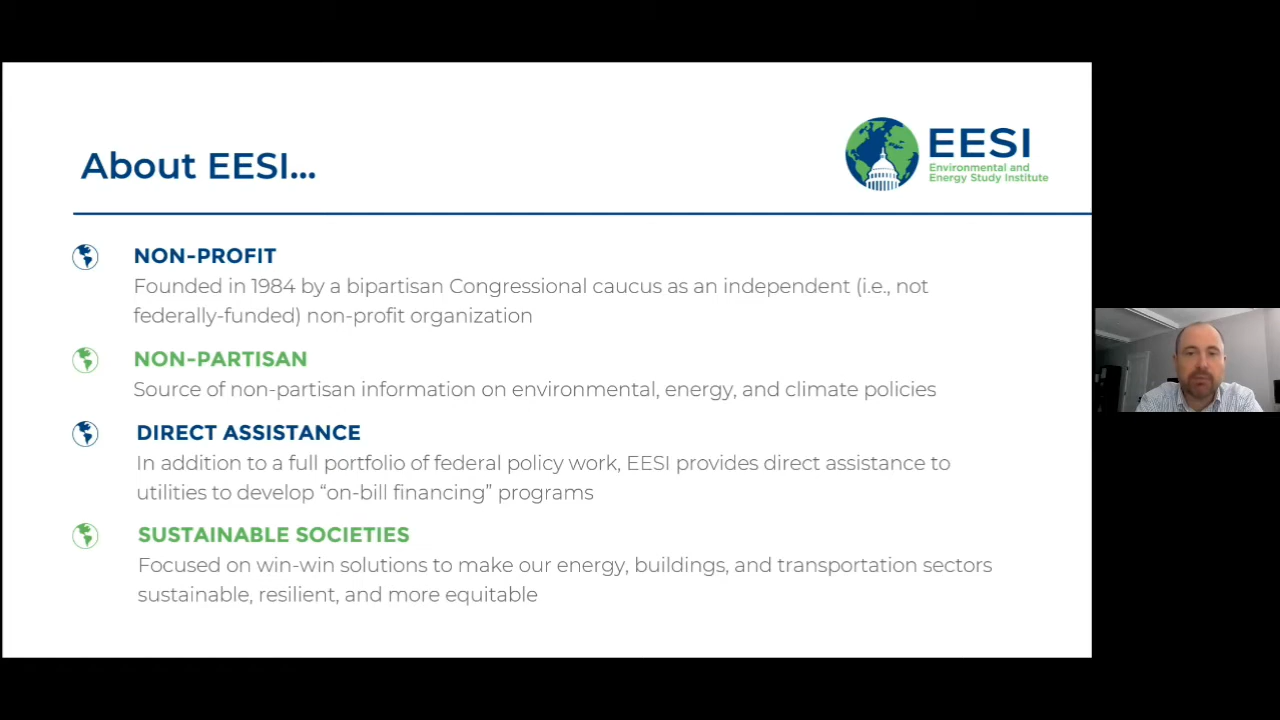 About EESI...
EESI
Environmental and
Energy Study Institute
NON-PROFIT
Founded in 1984 by a bipartisan Congressional caucus as an independent (i.e., not
federally-funded) non-profit organization
NON-PARTISAN
Source of non-partisan information on environmental, energy, and climate policies
DIRECT ASSISTANCE
In addition to a full portfolio of federal policy work, EESI provides direct assistance to
utilities to develop “on-bill financing” programs
SUSTAINABLE SOCIETIES
Focused on win-win solutions to make our energy, buildings, and transportation sectors
sustainable, resilient, and more equitable